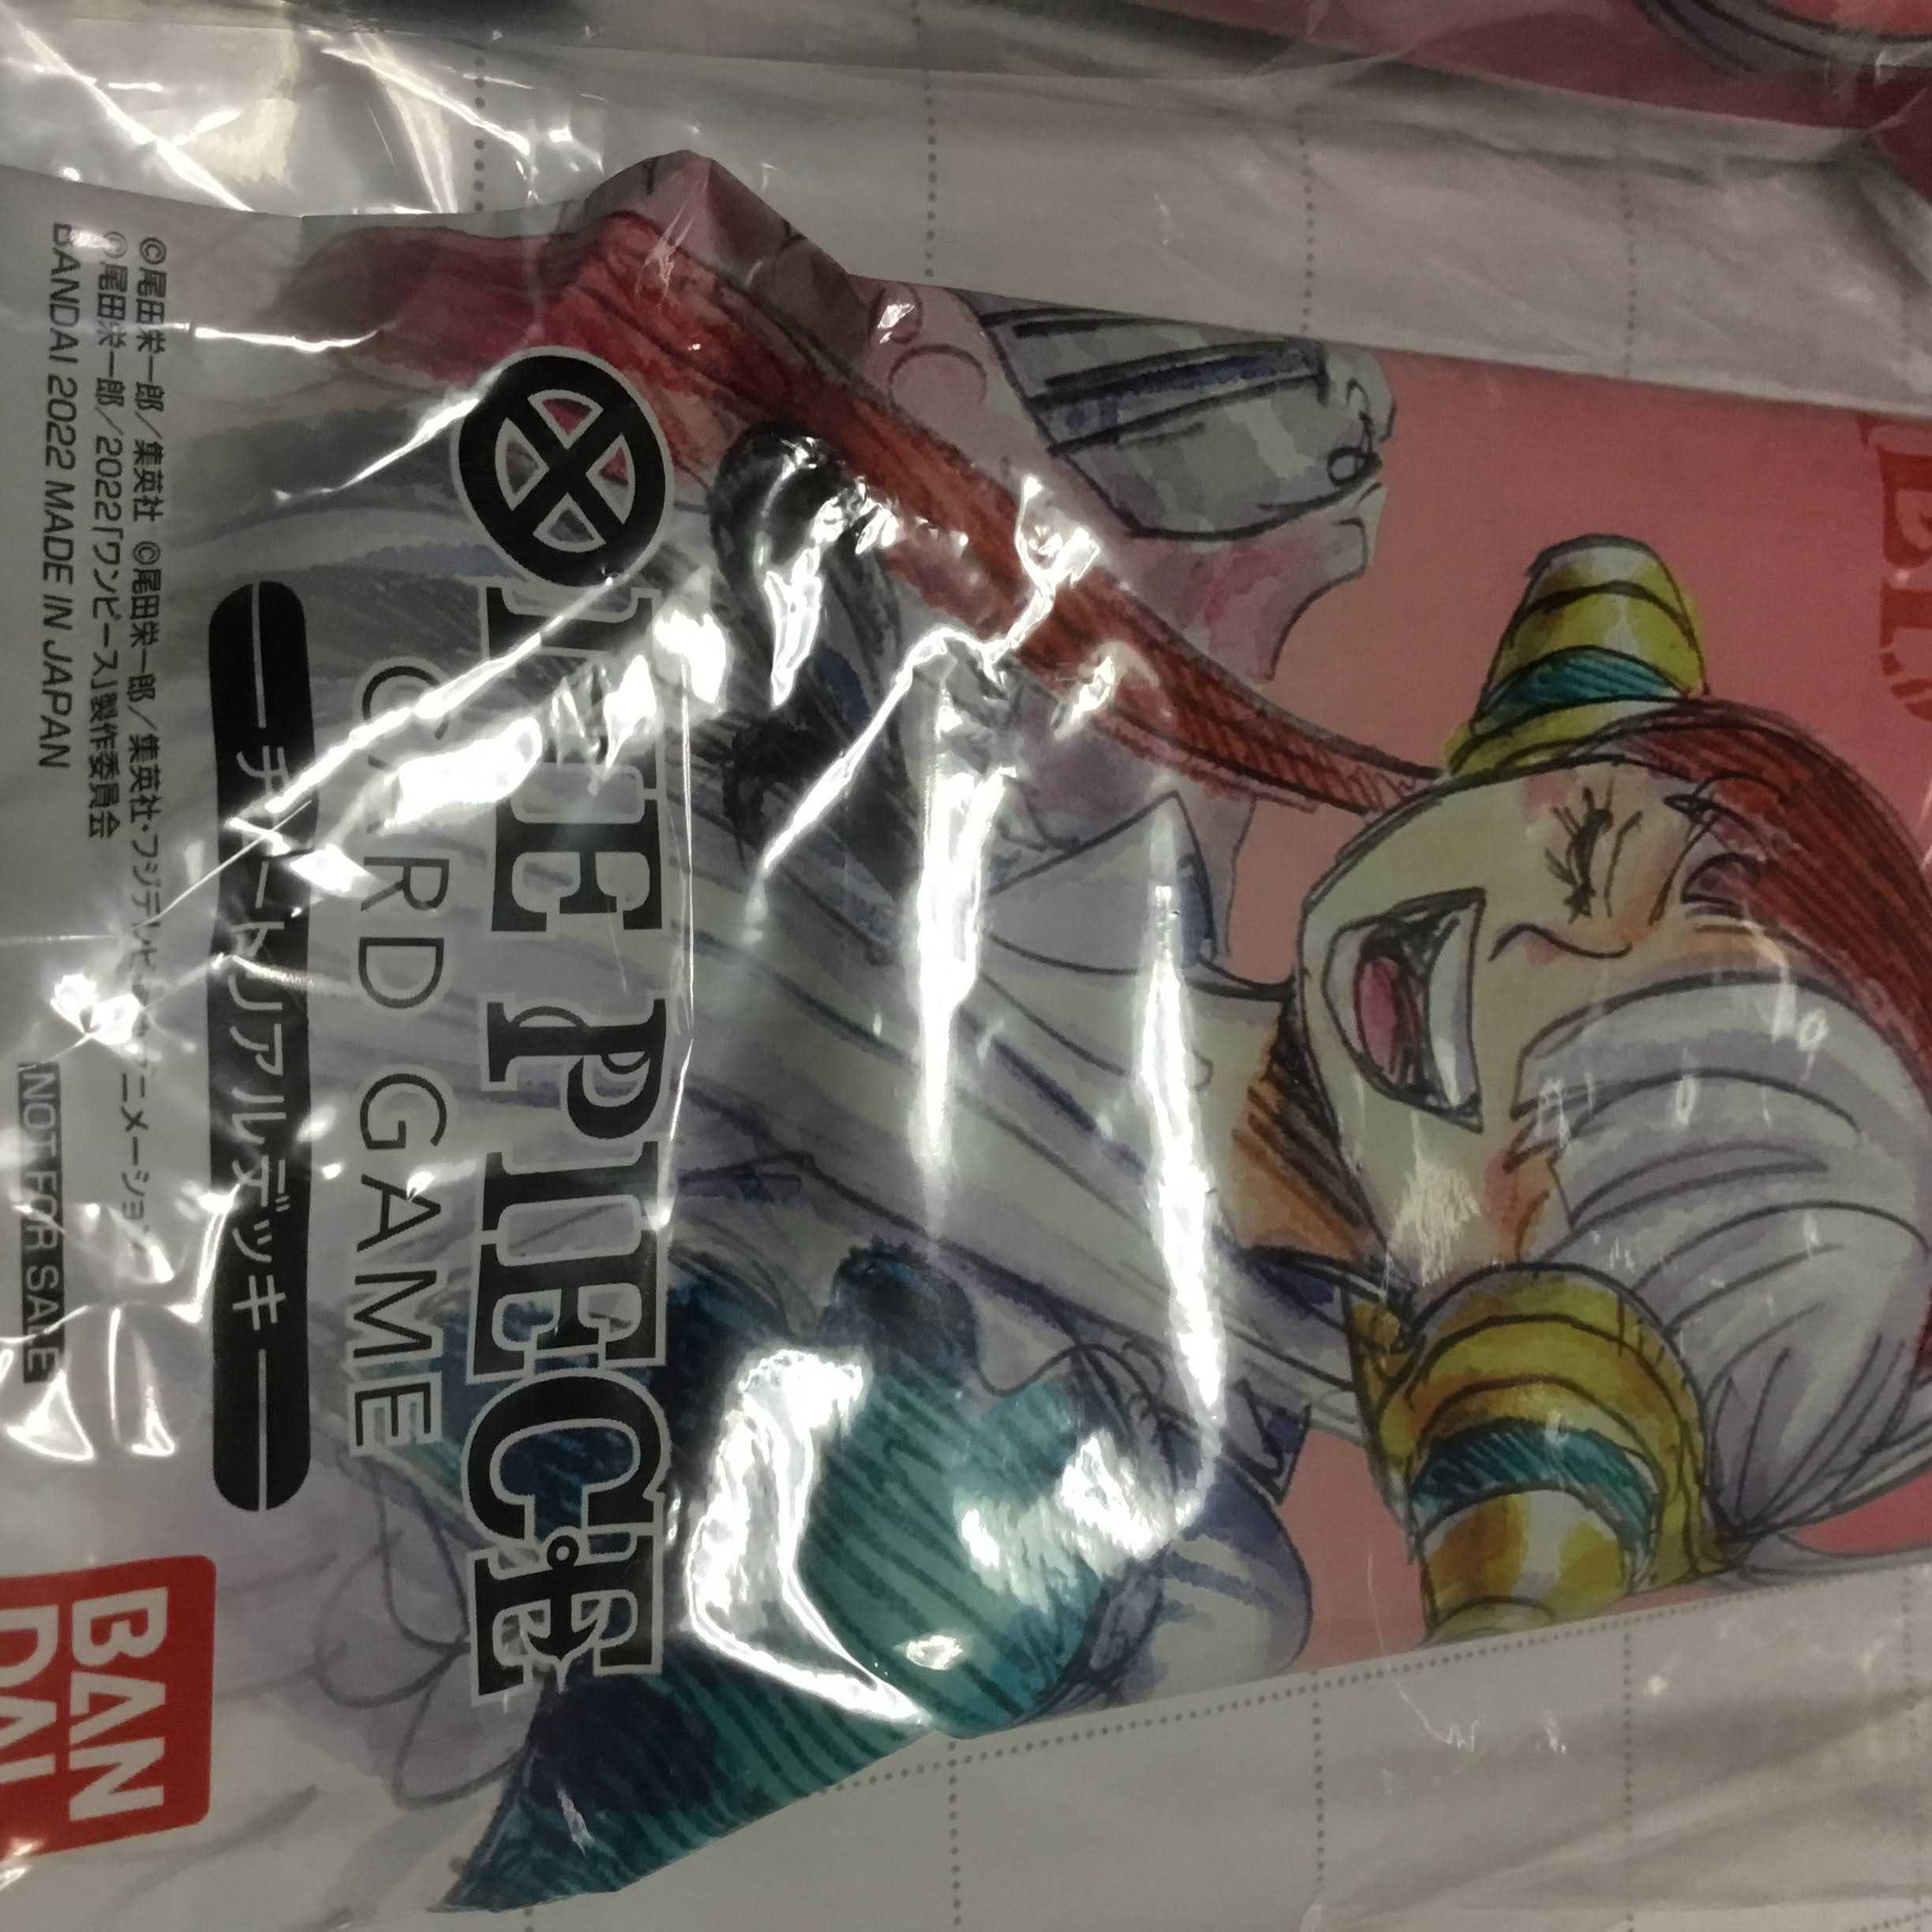 ONE PIECE
CARD GAME
チュートリアルデッキ
©尾田栄一郎/集英社 ©尾田栄一郎/集英社・フジテレビ・ アニメーション
©尾田栄一郎/2022「ワンピース」製作委員会
BANDAI 2022 MADE IN JAPAN
NOT FOR SALE
BAN
DAI